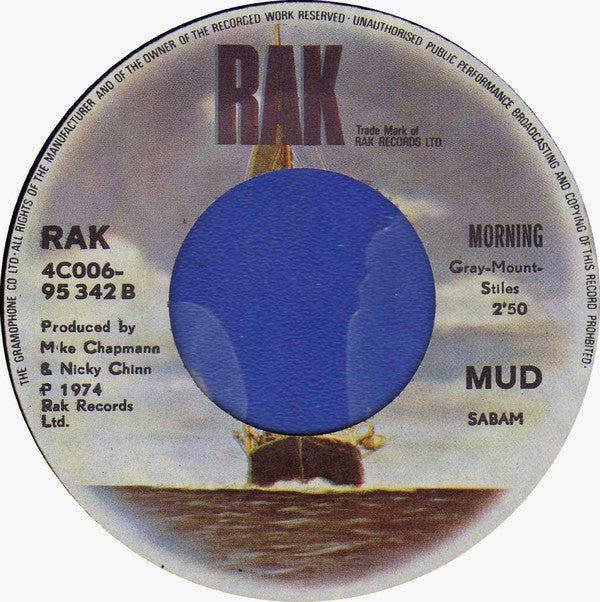 THE GRAMOPHONE CO LTD·ALL RIGHTS OF THE MANUFACTURER AND OF THE OWNER OF THE RECORDED WORK RESERVED · UNAUTHORISED PUBLIC PERFORMANCE BROADCASTING AND COPYING OF THIS RECORD PROHIBITED·
RAK
Trade Mark of
RAK RECORDS LTD
RAK
4C006-
95 342 B
Produced by
Mike Chapmann
& Nicky Chinn
℗ 1974
Rak Records
Ltd.
MORNING
Gray-Mount-
Stiles
2'50
MUD
SABAM